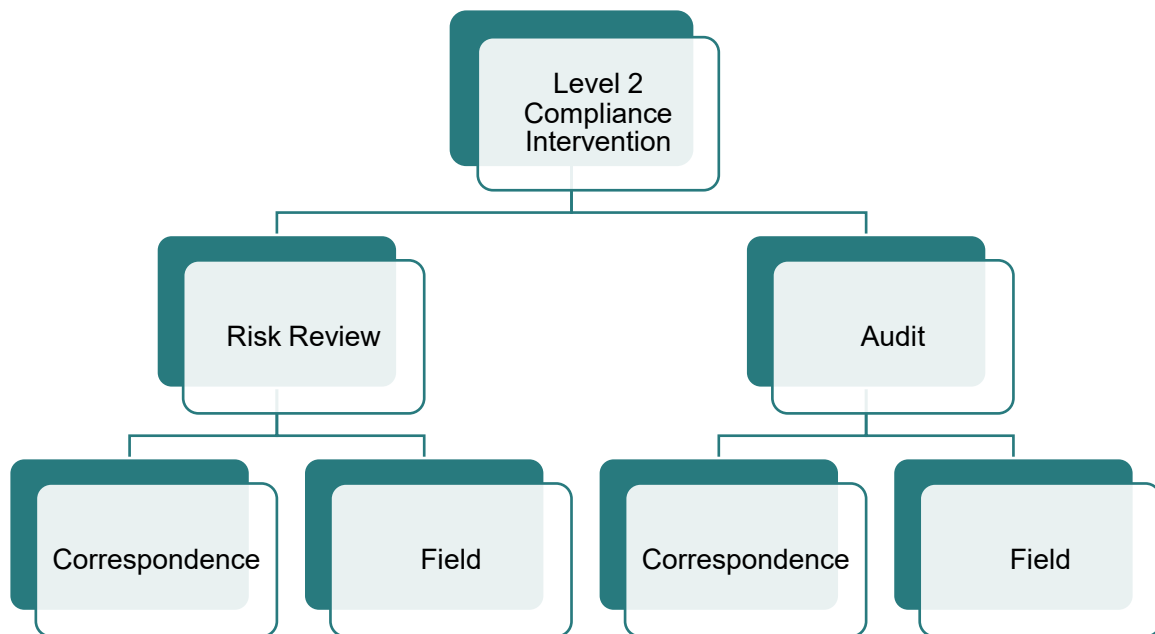 Level 2
Compliance
Intervention
Risk Review
Audit
Correspondence
Field
Correspondence
Field